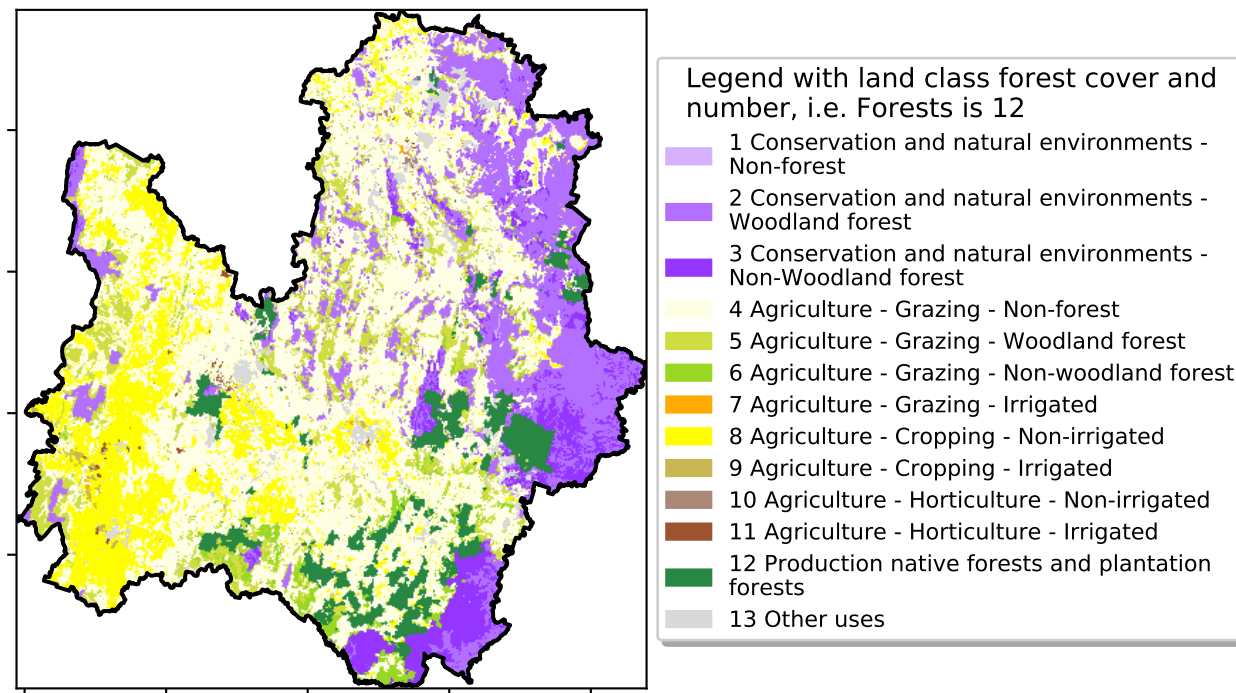 Legend with land class forest cover and
number, i.e. Forests is 12
1 Conservation and natural environments -
Non-forest
2 Conservation and natural environments -
Woodland forest
3 Conservation and natural environments -
Non-Woodland forest
4 Agriculture - Grazing - Non-forest
5 Agriculture - Grazing - Woodland forest
6 Agriculture - Grazing - Non-woodland forest
7 Agriculture - Grazing - Irrigated
8 Agriculture - Cropping - Non-irrigated
9 Agriculture - Cropping - Irrigated
10 Agriculture - Horticulture - Non-irrigated
11 Agriculture - Horticulture - Irrigated
12 Production native forests and plantation
forests
13 Other uses